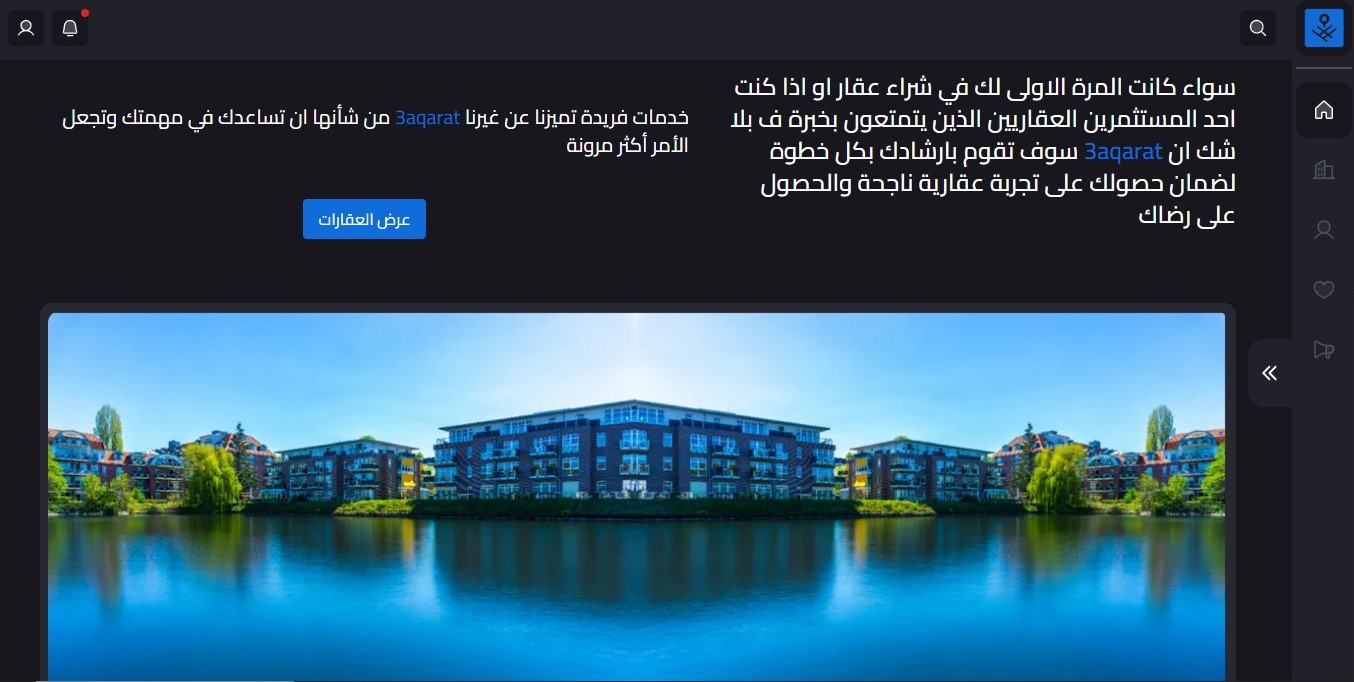 سواء كانت المرة الاولى لك في شراء عقار او اذا كنت
احد المستثمرين العقاريين الذين يتمتعون بخبرة ف بلا
شك ان 3aqarat سوف تقوم بارشادك بكل خطوة
لضمان حصولك على تجربة عقارية ناجحة والحصول
على رضاك
خدمات فريدة تميزنا عن غيرنا 3aqarat من شأنها ان تساعدك في مهمتك وتجعل
الأمر أكثر مرونة
عرض العقارات